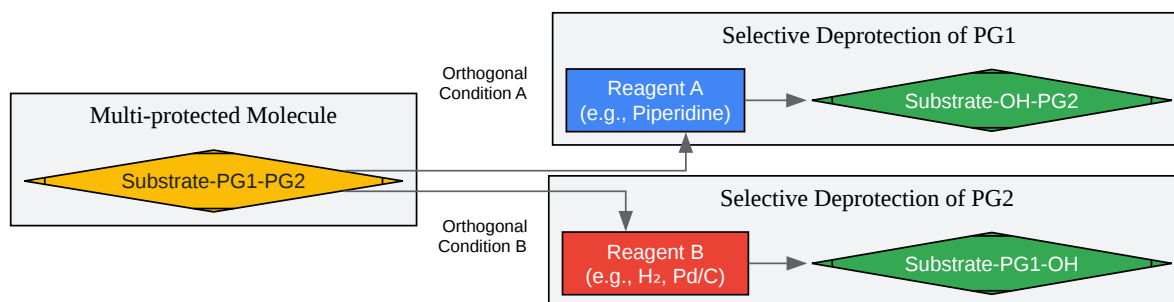 Multi-protected Molecule
Substrate-PG1-PG2
Orthogonal
Condition A
Selective Deprotection of PG1
Reagent A
(e.g., Piperidine)
Substrate-OH-PG2
Orthogonal
Condition B
Selective Deprotection of PG2
Reagent B
(e.g., H₂, Pd/C)
Substrate-PG1-OH